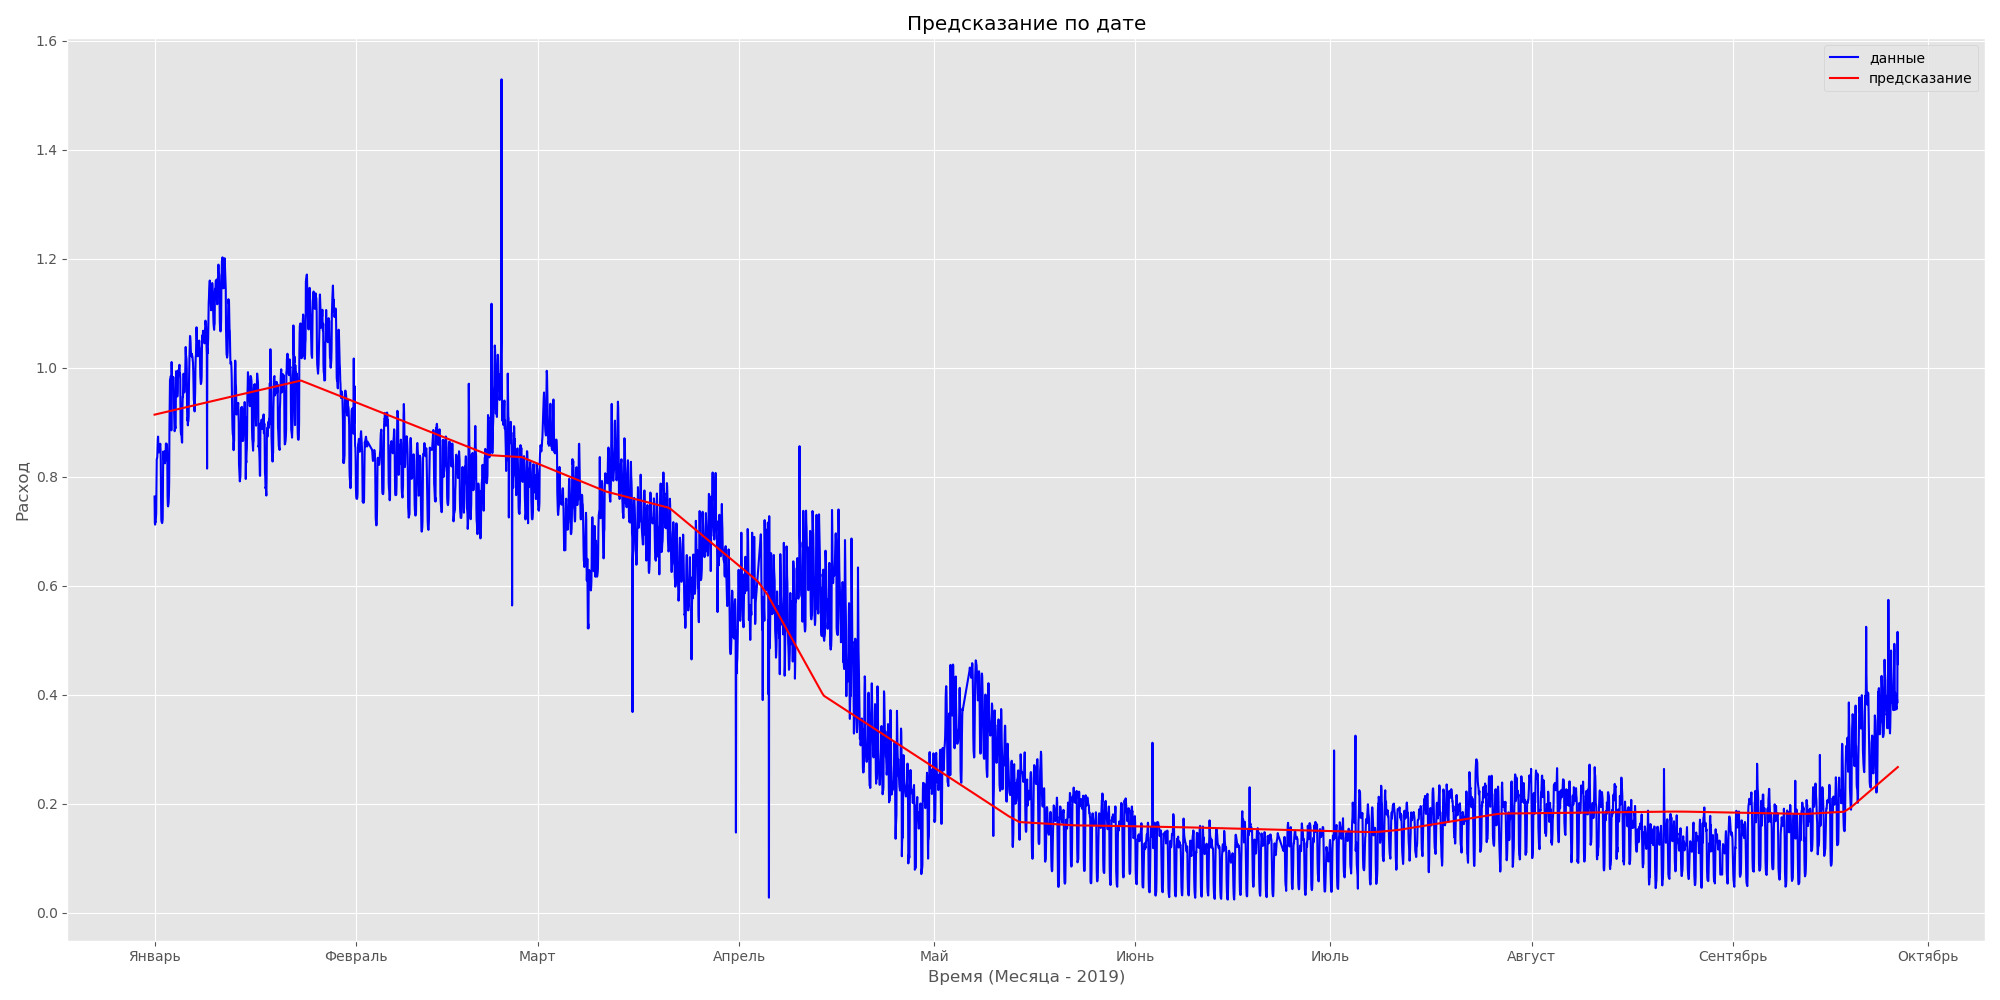 Предсказание по дате
данные
предсказание
Расход
1.6
1.4
1.2
1.0
0.8
0.6
0.4
0.2
0.0
Январь Февраль Март Апрель Май Июнь Июль Август Сентябрь Октябрь
Время (Месяца - 2019)